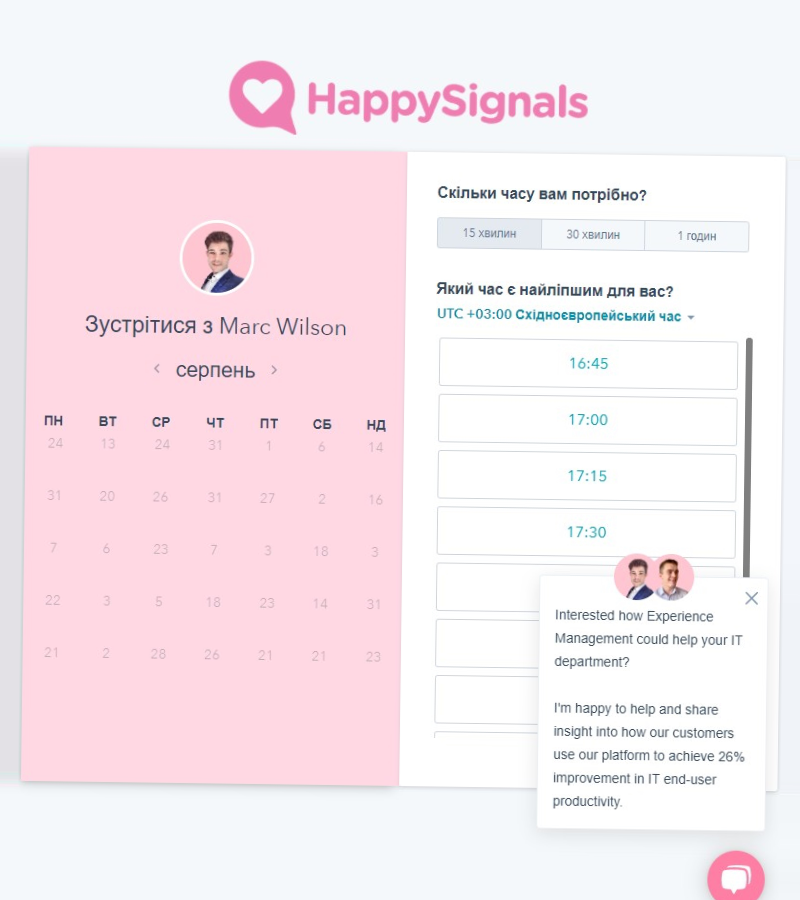 HappySignals
Зустрітися з Marc Wilson
серпень
ПН ВТ СР ЧТ ПТ СБ НД
24 13 24 31 1 6 14
31 20 26 31 27 2 16
7 6 23 7 3 18 3
22 3 5 18 23 14 31
21 2 28 26 21 21 23
Скільки часу вам потрібно?
15 хвилин 30 хвилин 1 годин
Який час є найліпшим для вас?
UTC +03:00 Східноєвропейський час
16:45
17:00
17:15
17:30
Interested how Experience
Management could help your IT
department?
I'm happy to help and share
insight into how our customers
use our platform to achieve 26%
improvement in IT end-user
productivity.